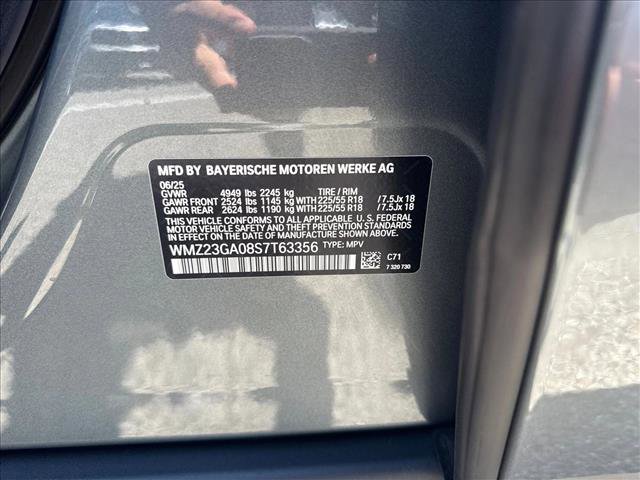 MFD BY BAYERISCHE MOTOREN WERKE AG
06/25
GVWR 4949 lbs 2245 kg TIRE / RIM
GAWR FRONT 2524 lbs 1145 kg WITH 225/55 R18 / 7.5Jx 18
GAWR REAR 2624 lbs 1190 kg WITH 225/55 R18 / 7.5Jx 18
THIS VEHICLE CONFORMS TO ALL APPLICABLE U. S. FEDERAL
MOTOR VEHICLE SAFETY, BUMPER AND THEFT PREVENTION
STANDARDS IN EFFECT ON THE DATE OF MANUFACTURE
SHOWN ABOVE.
WMZ23GA08S7T63356 TYPE: MPV
C71
7 320 730